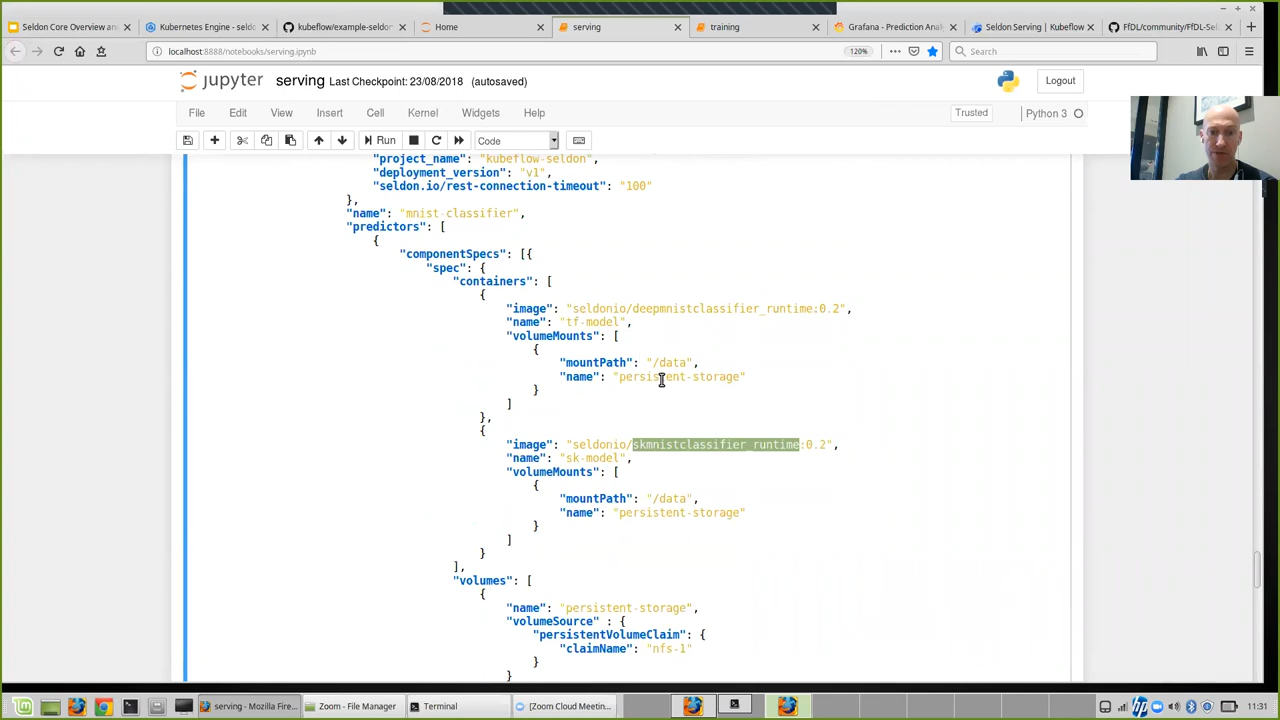 Seldon Core Overview an
Kubernetes Engine - seldo
kubeflow/example-seldon
Home
serving
training
Grafana - Prediction Anal
Seldon Serving | Kubeflow
FfDL/community/FfDL-Sel
localhost:8888/notebooks/serving.ipynb
120%
Search
jupyter serving Last Checkpoint: 23/08/2018 (autosaved)
Logout
File Edit View Insert Cell Kernel Widgets Help
Trusted
Python 3
Run
Code
"project_name": "kubeflow-seldon",
"deployment_version": "v1",
"seldon.io/rest-connection-timeout": "100"
},
"name": "mnist-classifier",
"predictors": [
{
"componentSpecs": [{
"spec": {
"containers": [
{
"image": "seldonio/deepmnistclassifier_runtime:0.2",
"name": "tf-model",
"volumeMounts": [
{
"mountPath": "/data",
"name": "persistent-storage"
}
]
},
{
"image": "seldonio/skmnistclassifier_runtime:0.2",
"name": "sk-model",
"volumeMounts": [
{
"mountPath": "/data",
"name": "persistent-storage"
}
]
}
],
"volumes": [
{
"name": "persistent-storage",
"volumeSource" : {
"persistentVolumeClaim": {
"claimName": "nfs-1"
}
}
serving - Mozilla Fire...
Zoom - File Manager
Terminal
[Zoom Cloud Meetin...
11:31